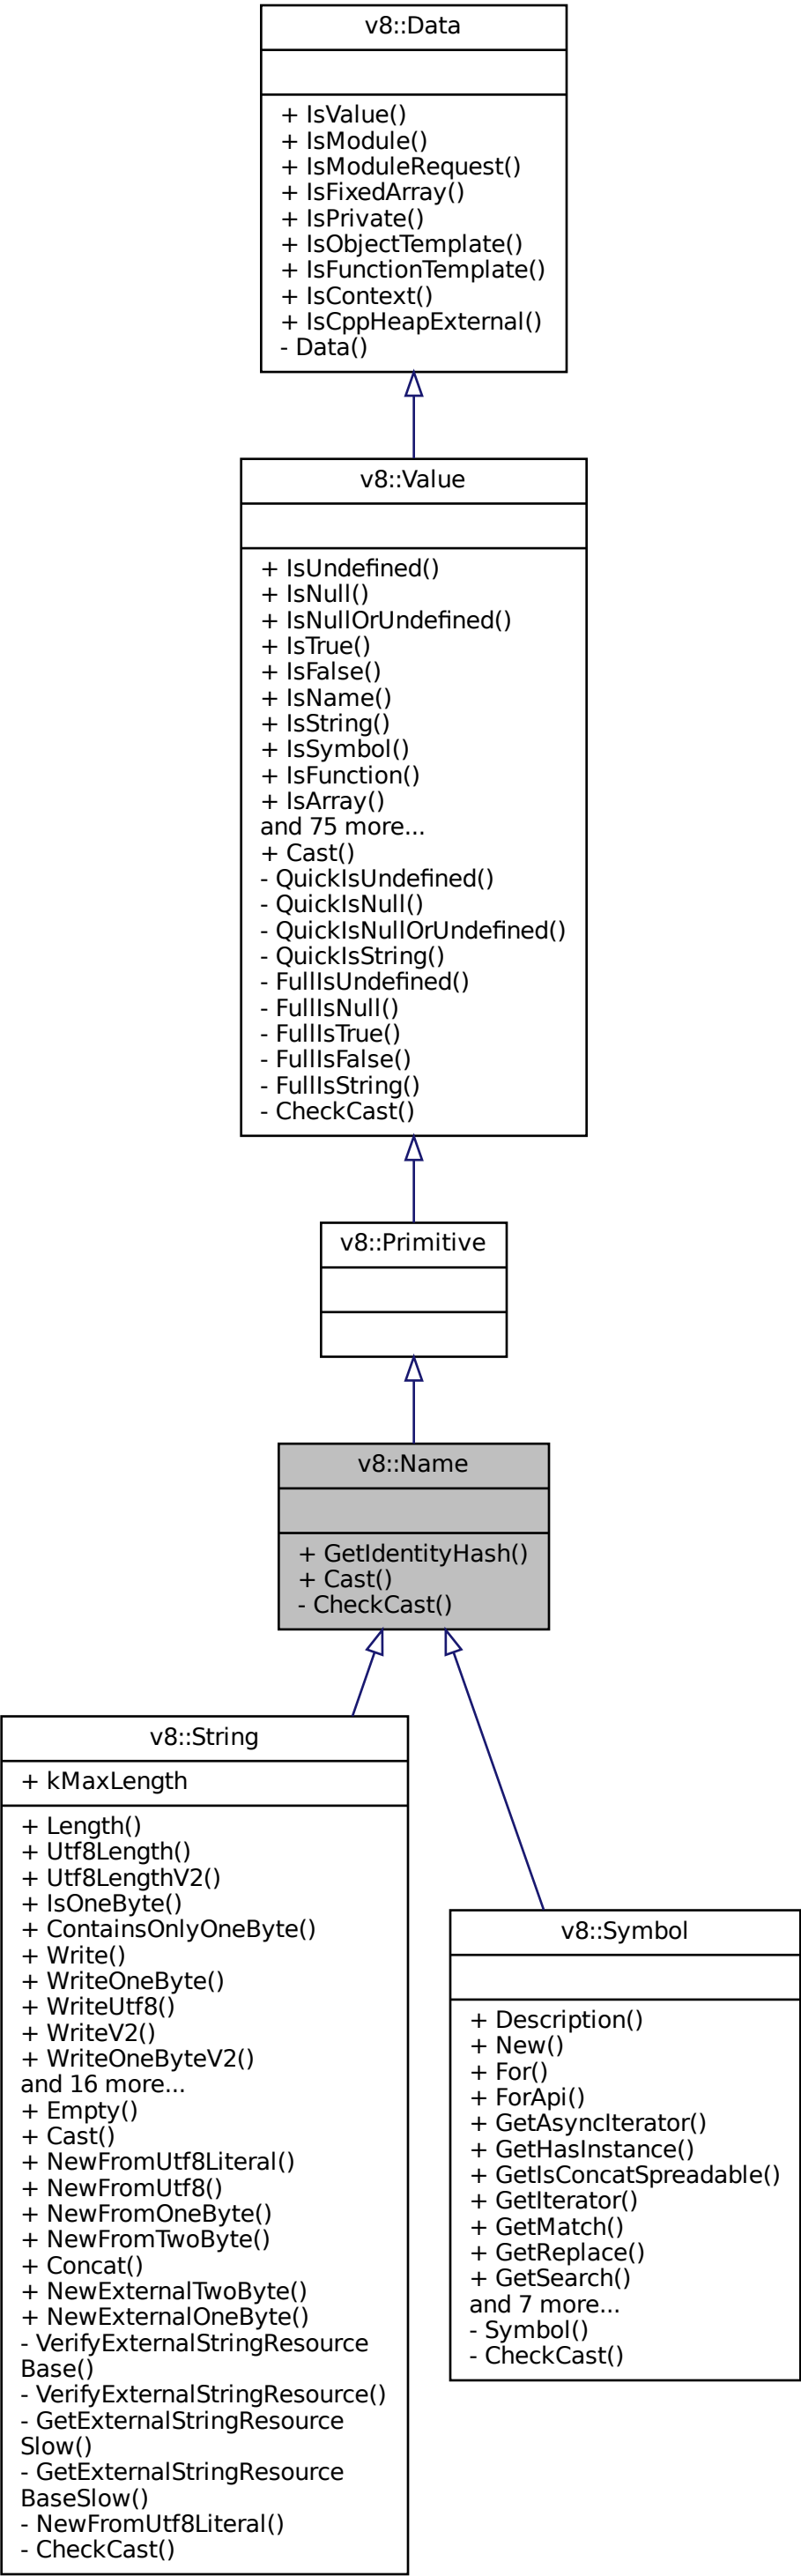 v8::Data
+ IsValue()
+ IsModule()
+ IsModuleRequest()
+ IsFixedArray()
+ IsPrivate()
+ IsObjectTemplate()
+ IsFunctionTemplate()
+ IsContext()
+ IsCppHeapExternal()
- Data()
v8::Value
+ IsUndefined()
+ IsNull()
+ IsNullOrUndefined()
+ IsTrue()
+ IsFalse()
+ IsName()
+ IsString()
+ IsSymbol()
+ IsFunction()
+ IsArray()
and 75 more...
+ Cast()
- QuickIsUndefined()
- QuickIsNull()
- QuickIsNullOrUndefined()
- QuickIsString()
- FullIsUndefined()
- FullIsNull()
- FullIsTrue()
- FullIsFalse()
- FullIsString()
- CheckCast()
v8::Primitive
v8::Name
+ GetIdentityHash()
+ Cast()
- CheckCast()
v8::String
+ kMaxLength
+ Length()
+ Utf8Length()
+ Utf8LengthV2()
+ IsOneByte()
+ ContainsOnlyOneByte()
+ Write()
+ WriteOneByte()
+ WriteUtf8()
+ WriteV2()
+ WriteOneByteV2()
and 16 more...
+ Empty()
+ Cast()
+ NewFromUtf8Literal()
+ NewFromUtf8()
+ NewFromOneByte()
+ NewFromTwoByte()
+ Concat()
+ NewExternalTwoByte()
+ NewExternalOneByte()
- VerifyExternalStringResource
Base()
- VerifyExternalStringResource()
- GetExternalStringResource
Slow()
- GetExternalStringResource
BaseSlow()
- NewFromUtf8Literal()
- CheckCast()
v8::Symbol
+ Description()
+ New()
+ For()
+ ForApi()
+ GetAsyncIterator()
+ GetHasInstance()
+ GetIsConcatSpreadable()
+ GetIterator()
+ GetMatch()
+ GetReplace()
+ GetSearch()
and 7 more...
- Symbol()
- CheckCast()